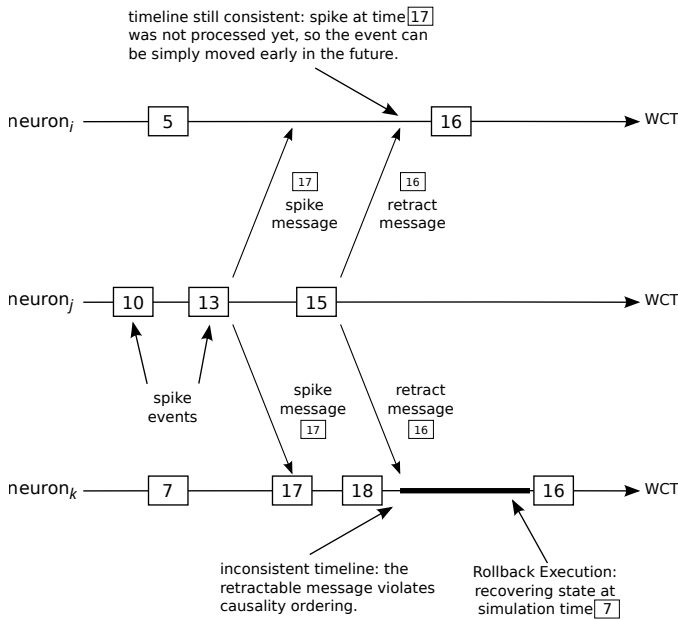 timeline still consistent: spike at time 17
was not processed yet, so the event can
be simply moved early in the future.
neuroni
5
16
WCT
17
spike
message
16
retract
message
neuronj
10
13
15
WCT
spike
events
spike
message
17
retract
message
16
neuronk
7
17
18
16
WCT
inconsistent timeline: the
retractable message violates
causality ordering.
Rollback Execution:
recovering state at
simulation time 7